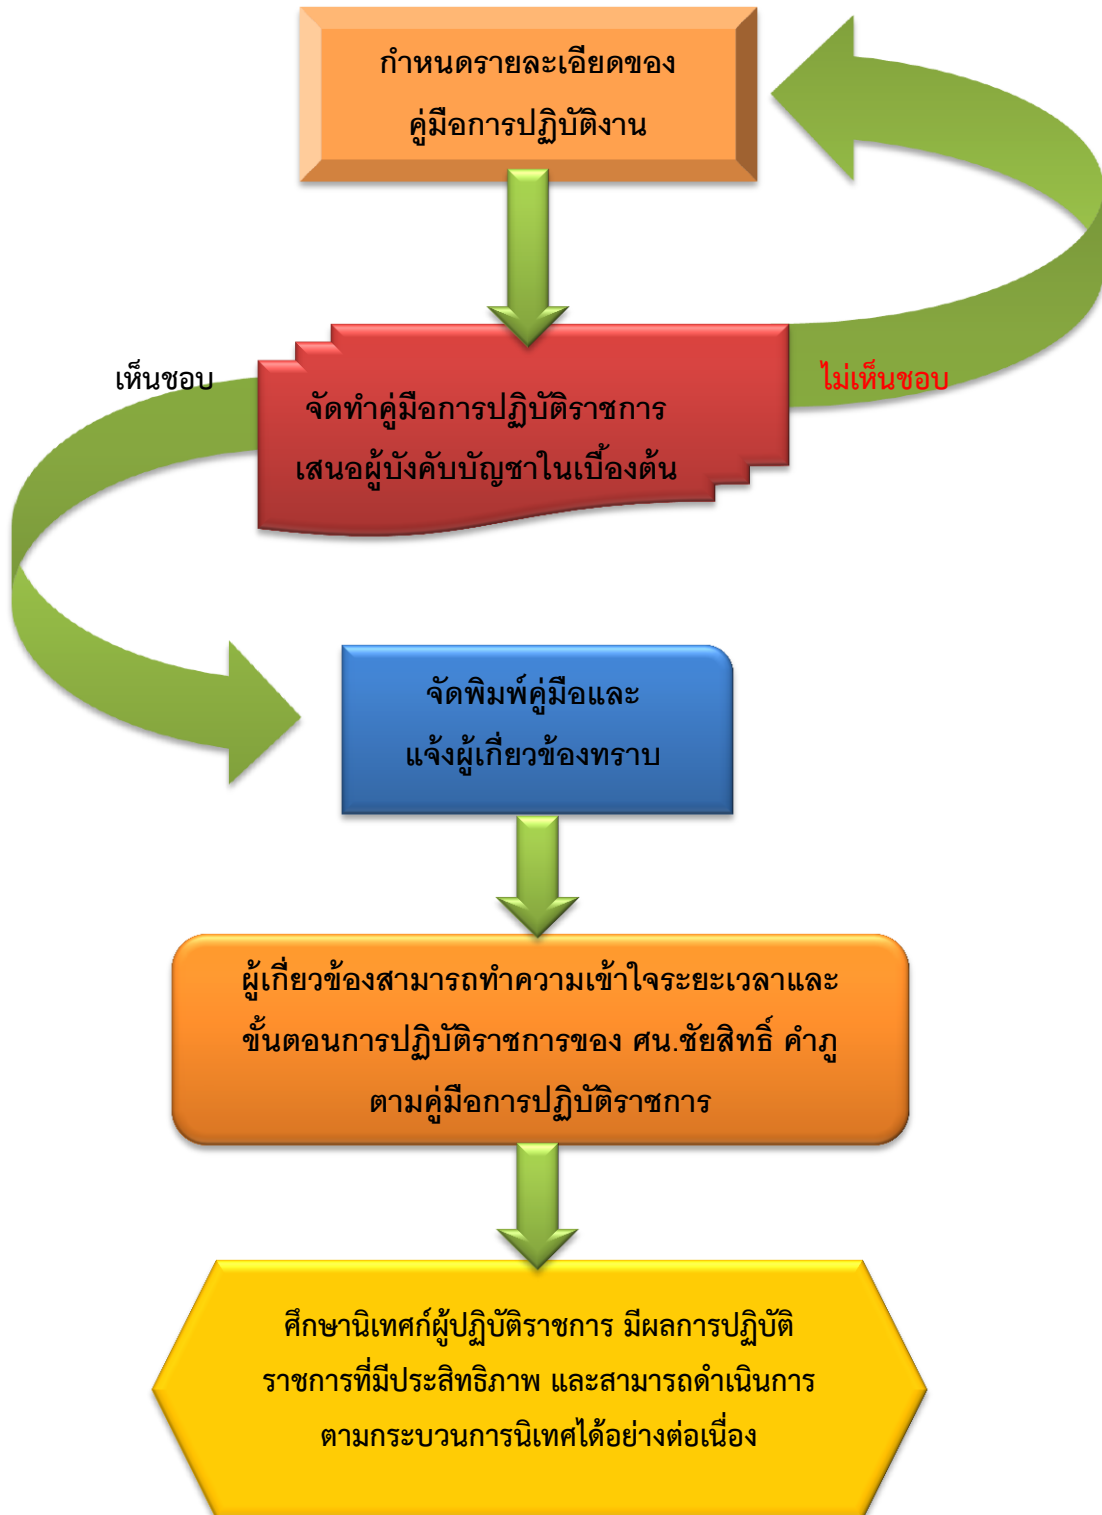 กำหนดรายละเอียดของ
คู่มือการปฏิบัติงาน
เห็นชอบ
ไม่เห็นชอบ
จัดทำคู่มือการปฏิบัติราชการ
เสนอผู้บังคับบัญชาในเบื้องต้น
จัดพิมพ์คู่มือและ
แจ้งผู้เกี่ยวข้องทราบ
ผู้เกี่ยวข้องสามารถทำความเข้าใจระยะเวลาและ
ขั้นตอนการปฏิบัติราชการของ ศน.ชัยสิทธิ์ คำภู
ตามคู่มือการปฏิบัติราชการ
ศึกษานิเทศก์ผู้ปฏิบัติราชการ มีผลการปฏิบัติ
ราชการที่มีประสิทธิภาพ และสามารถดำเนินการ
ตามกระบวนการนิเทศได้อย่างต่อเนื่อง